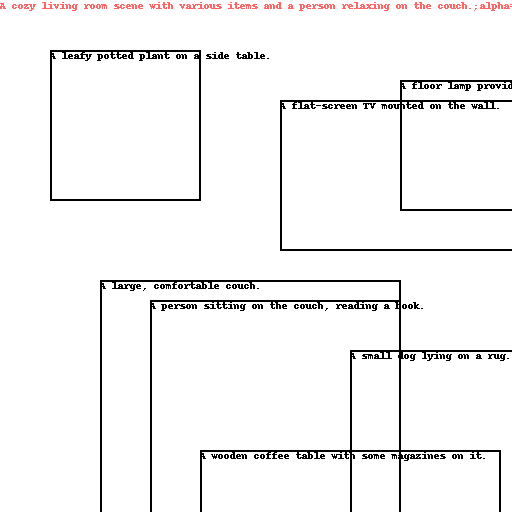 A cozy living room scene with various items and a person relaxing on the couch.;alpha=
A leafy potted plant on a side table.
A floor lamp provid
A flat-screen TV mounted on the wall.
A large, comfortable couch.
A person sitting on the couch, reading a book.
A small dog lying on a rug.
A wooden coffee table with some magazines on it.